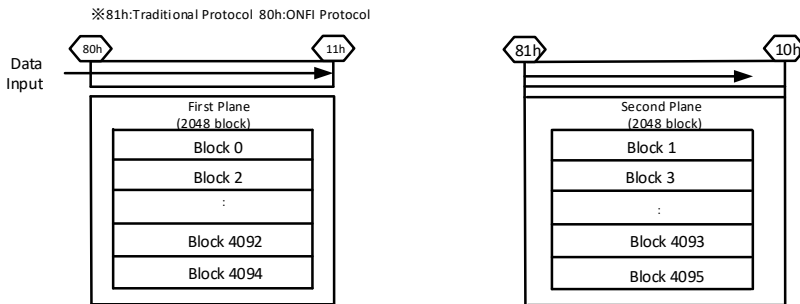 ※81h:Traditional Protocol 80h:ONFI Protocol
80h
11h
Data
Input
First Plane
(2048 block)
Block 0
Block 2
:
Block 4092
Block 4094
81h
10h
Second Plane
(2048 block)
Block 1
Block 3
:
Block 4093
Block 4095